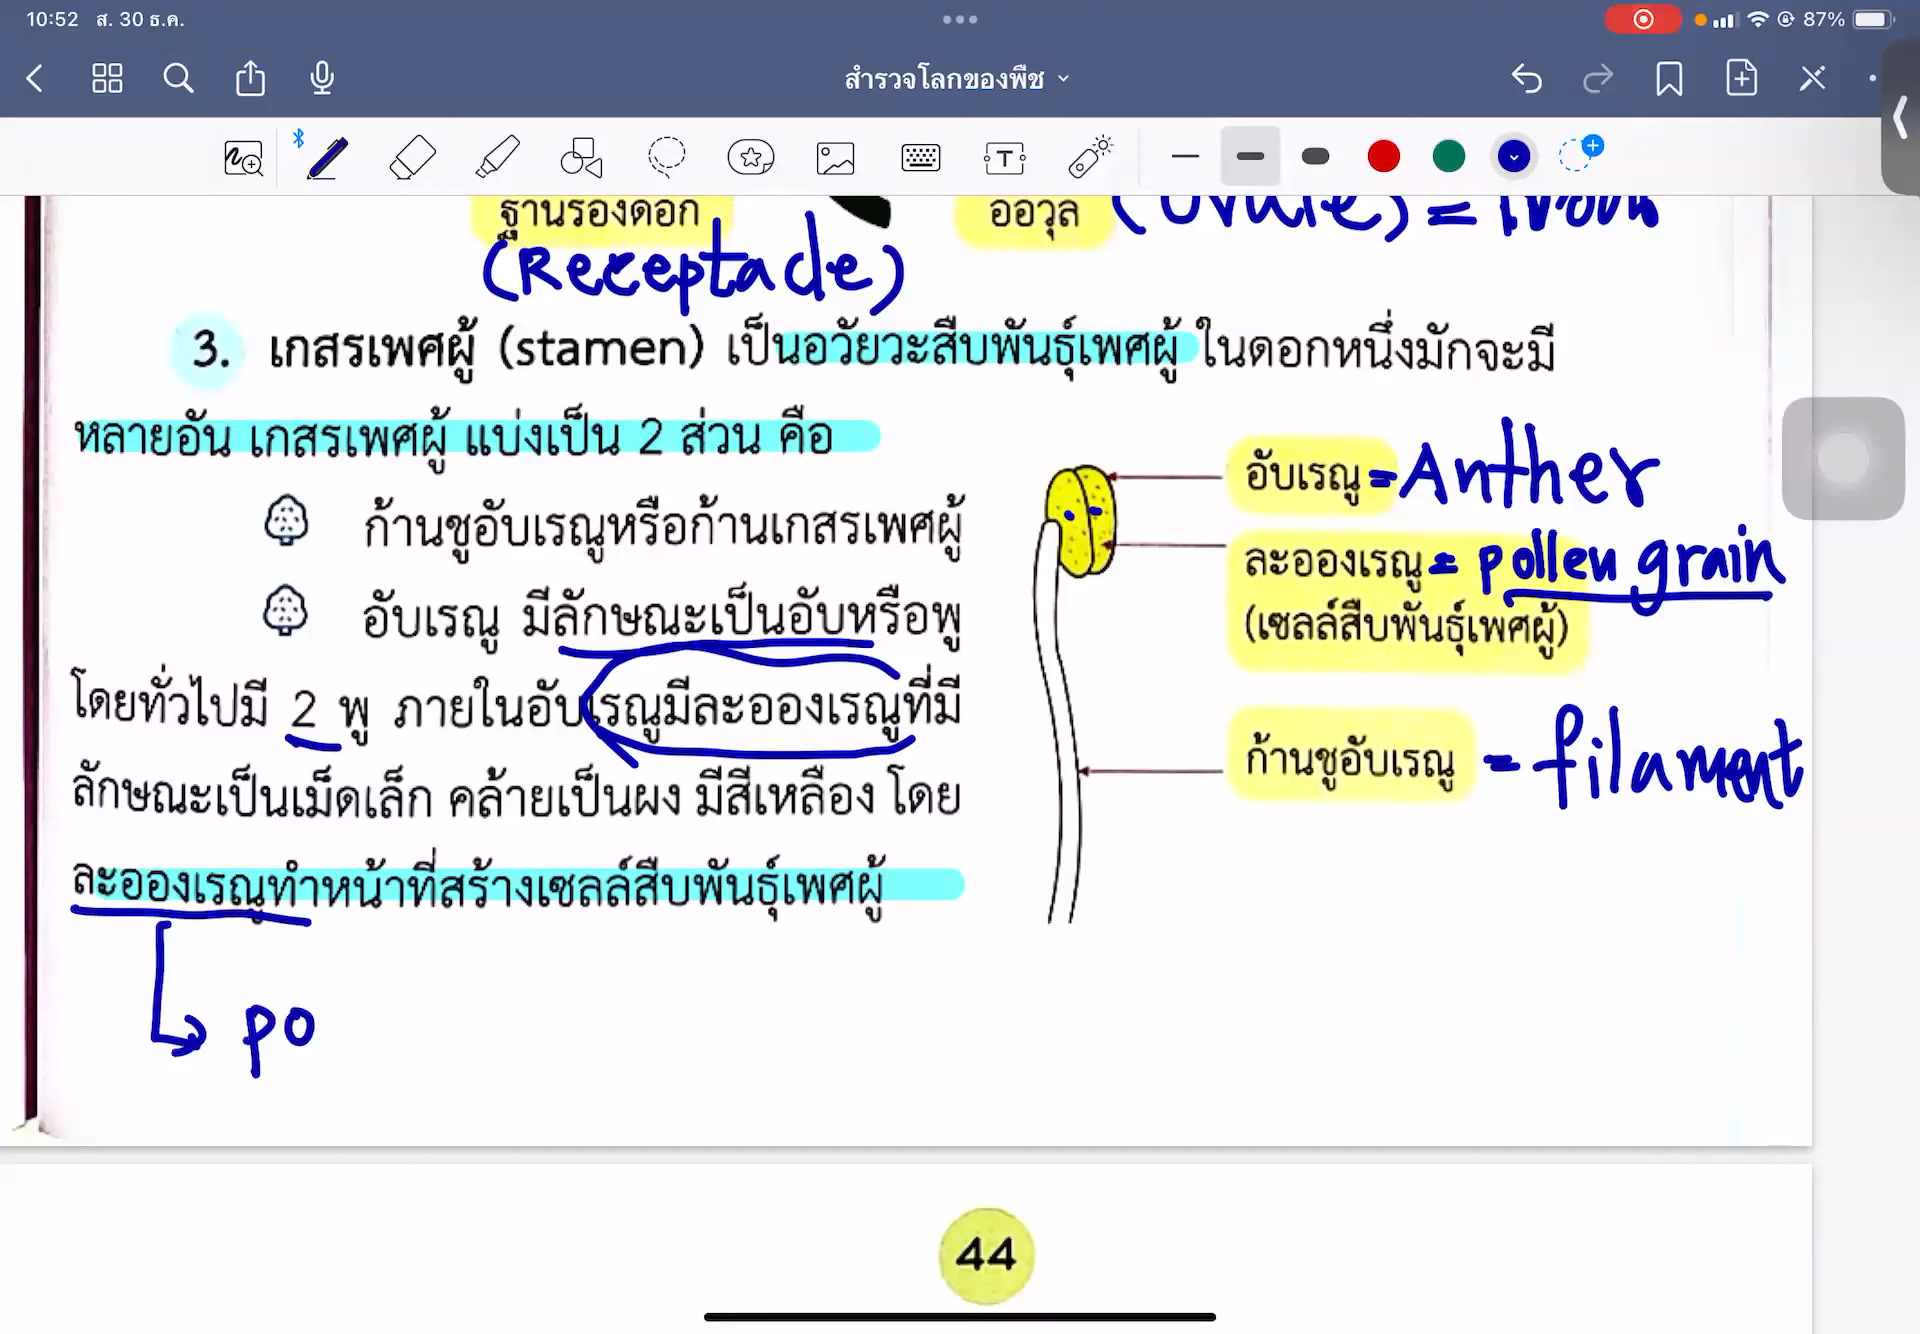 10:52 ส. 30 ธ.ค.
87%
สำรวจโลกของพืช
T
ฐานรองดอก
ออวุล (Ovule) =
(Receptacle)
3. เกสรเพศผู้ (stamen) เป็นอวัยวะสืบพันธุ์เพศผู้ ในดอกหนึ่งมักจะมี
หลายอัน เกสรเพศผู้ แบ่งเป็น 2 ส่วน คือ
ก้านชูอับเรณูหรือก้านเกสรเพศผู้
อับเรณู มีลักษณะเป็นอับหรือพู
โดยทั่วไปมี 2 พู ภายในอับเรณูมีละอองเรณูที่มี
ลักษณะเป็นเม็ดเล็ก คล้ายเป็นผง มีสีเหลือง โดย
ละอองเรณูทำหน้าที่สร้างเซลล์สืบพันธุ์เพศผู้
po
อับเรณู = Anther
ละอองเรณู = pollen grain
(เซลล์สืบพันธุ์เพศผู้)
ก้านชูอับเรณู = filament
44